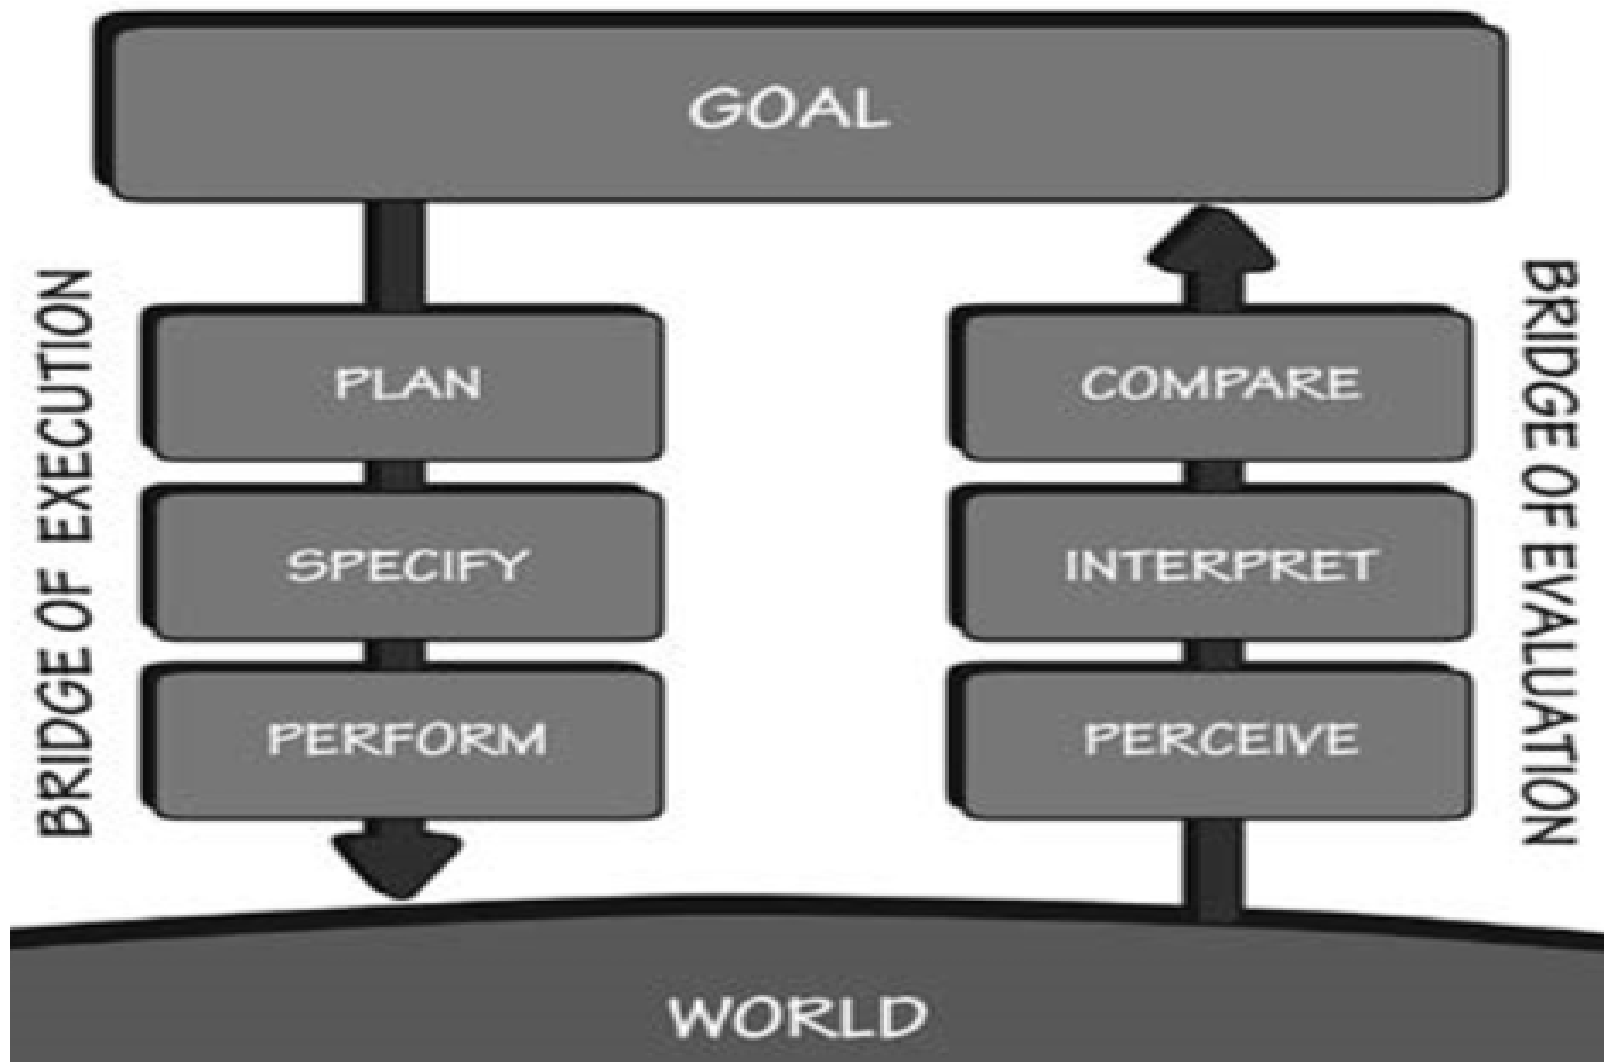 GOAL
BRIDGE OF EXECUTION
PLAN
SPECIFY
PERFORM
COMPARE
INTERPRET
PERCEIVE
BRIDGE OF EVALUATION
WORLD